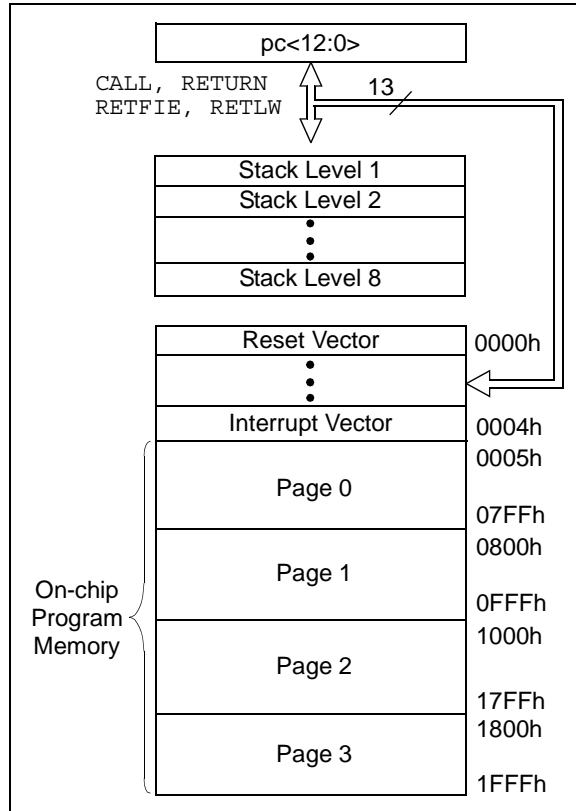 pc<12:0>
CALL, RETURN
RETFIE, RETLW
13
Stack Level 1
Stack Level 2
Stack Level 8
Reset Vector
0000h
Interrupt Vector
0004h
0005h
Page 0
07FFh
0800h
Page 1
0FFFh
On-chip
Program
Memory
1000h
Page 2
17FFh
1800h
Page 3
1FFFh